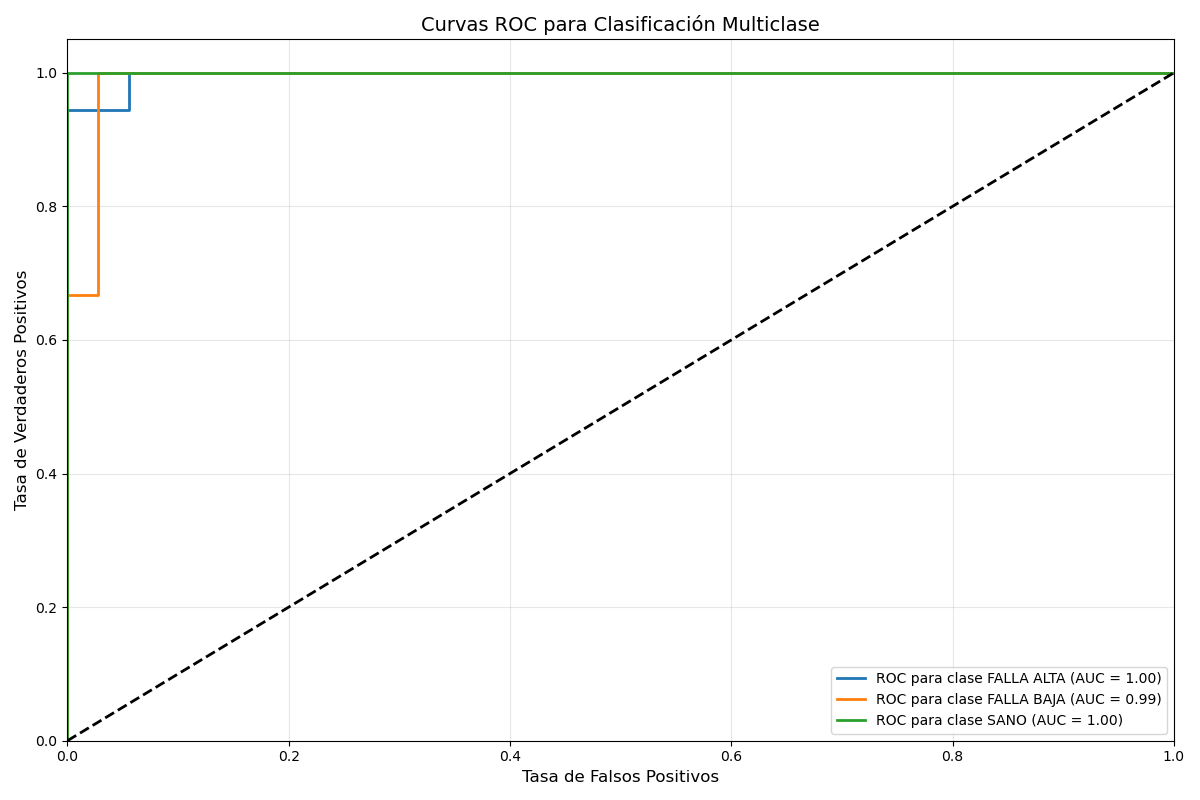 Curvas ROC para Clasificación Multiclase
Tasa de Verdaderos Positivos
1.0
0.8
0.6
0.4
0.2
0.0
0.0 0.2 0.4 0.6 0.8 1.0
Tasa de Falsos Positivos
ROC para clase FALLA ALTA (AUC = 1.00)
ROC para clase FALLA BAJA (AUC = 0.99)
ROC para clase SANO (AUC = 1.00)